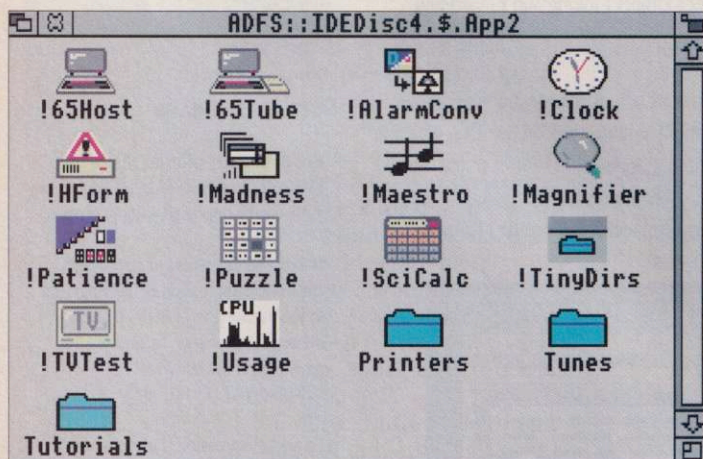 ADFS::IDEDisc4.$.App2
!65Host !65Tube !AlarmConv !Clock
!HForm !Madness !Maestro !Magnifier
!Patience !Puzzle !SciCalc !TinyDirs
TV CPU
!TVTest !Usage Printers Tunes
Tutorials